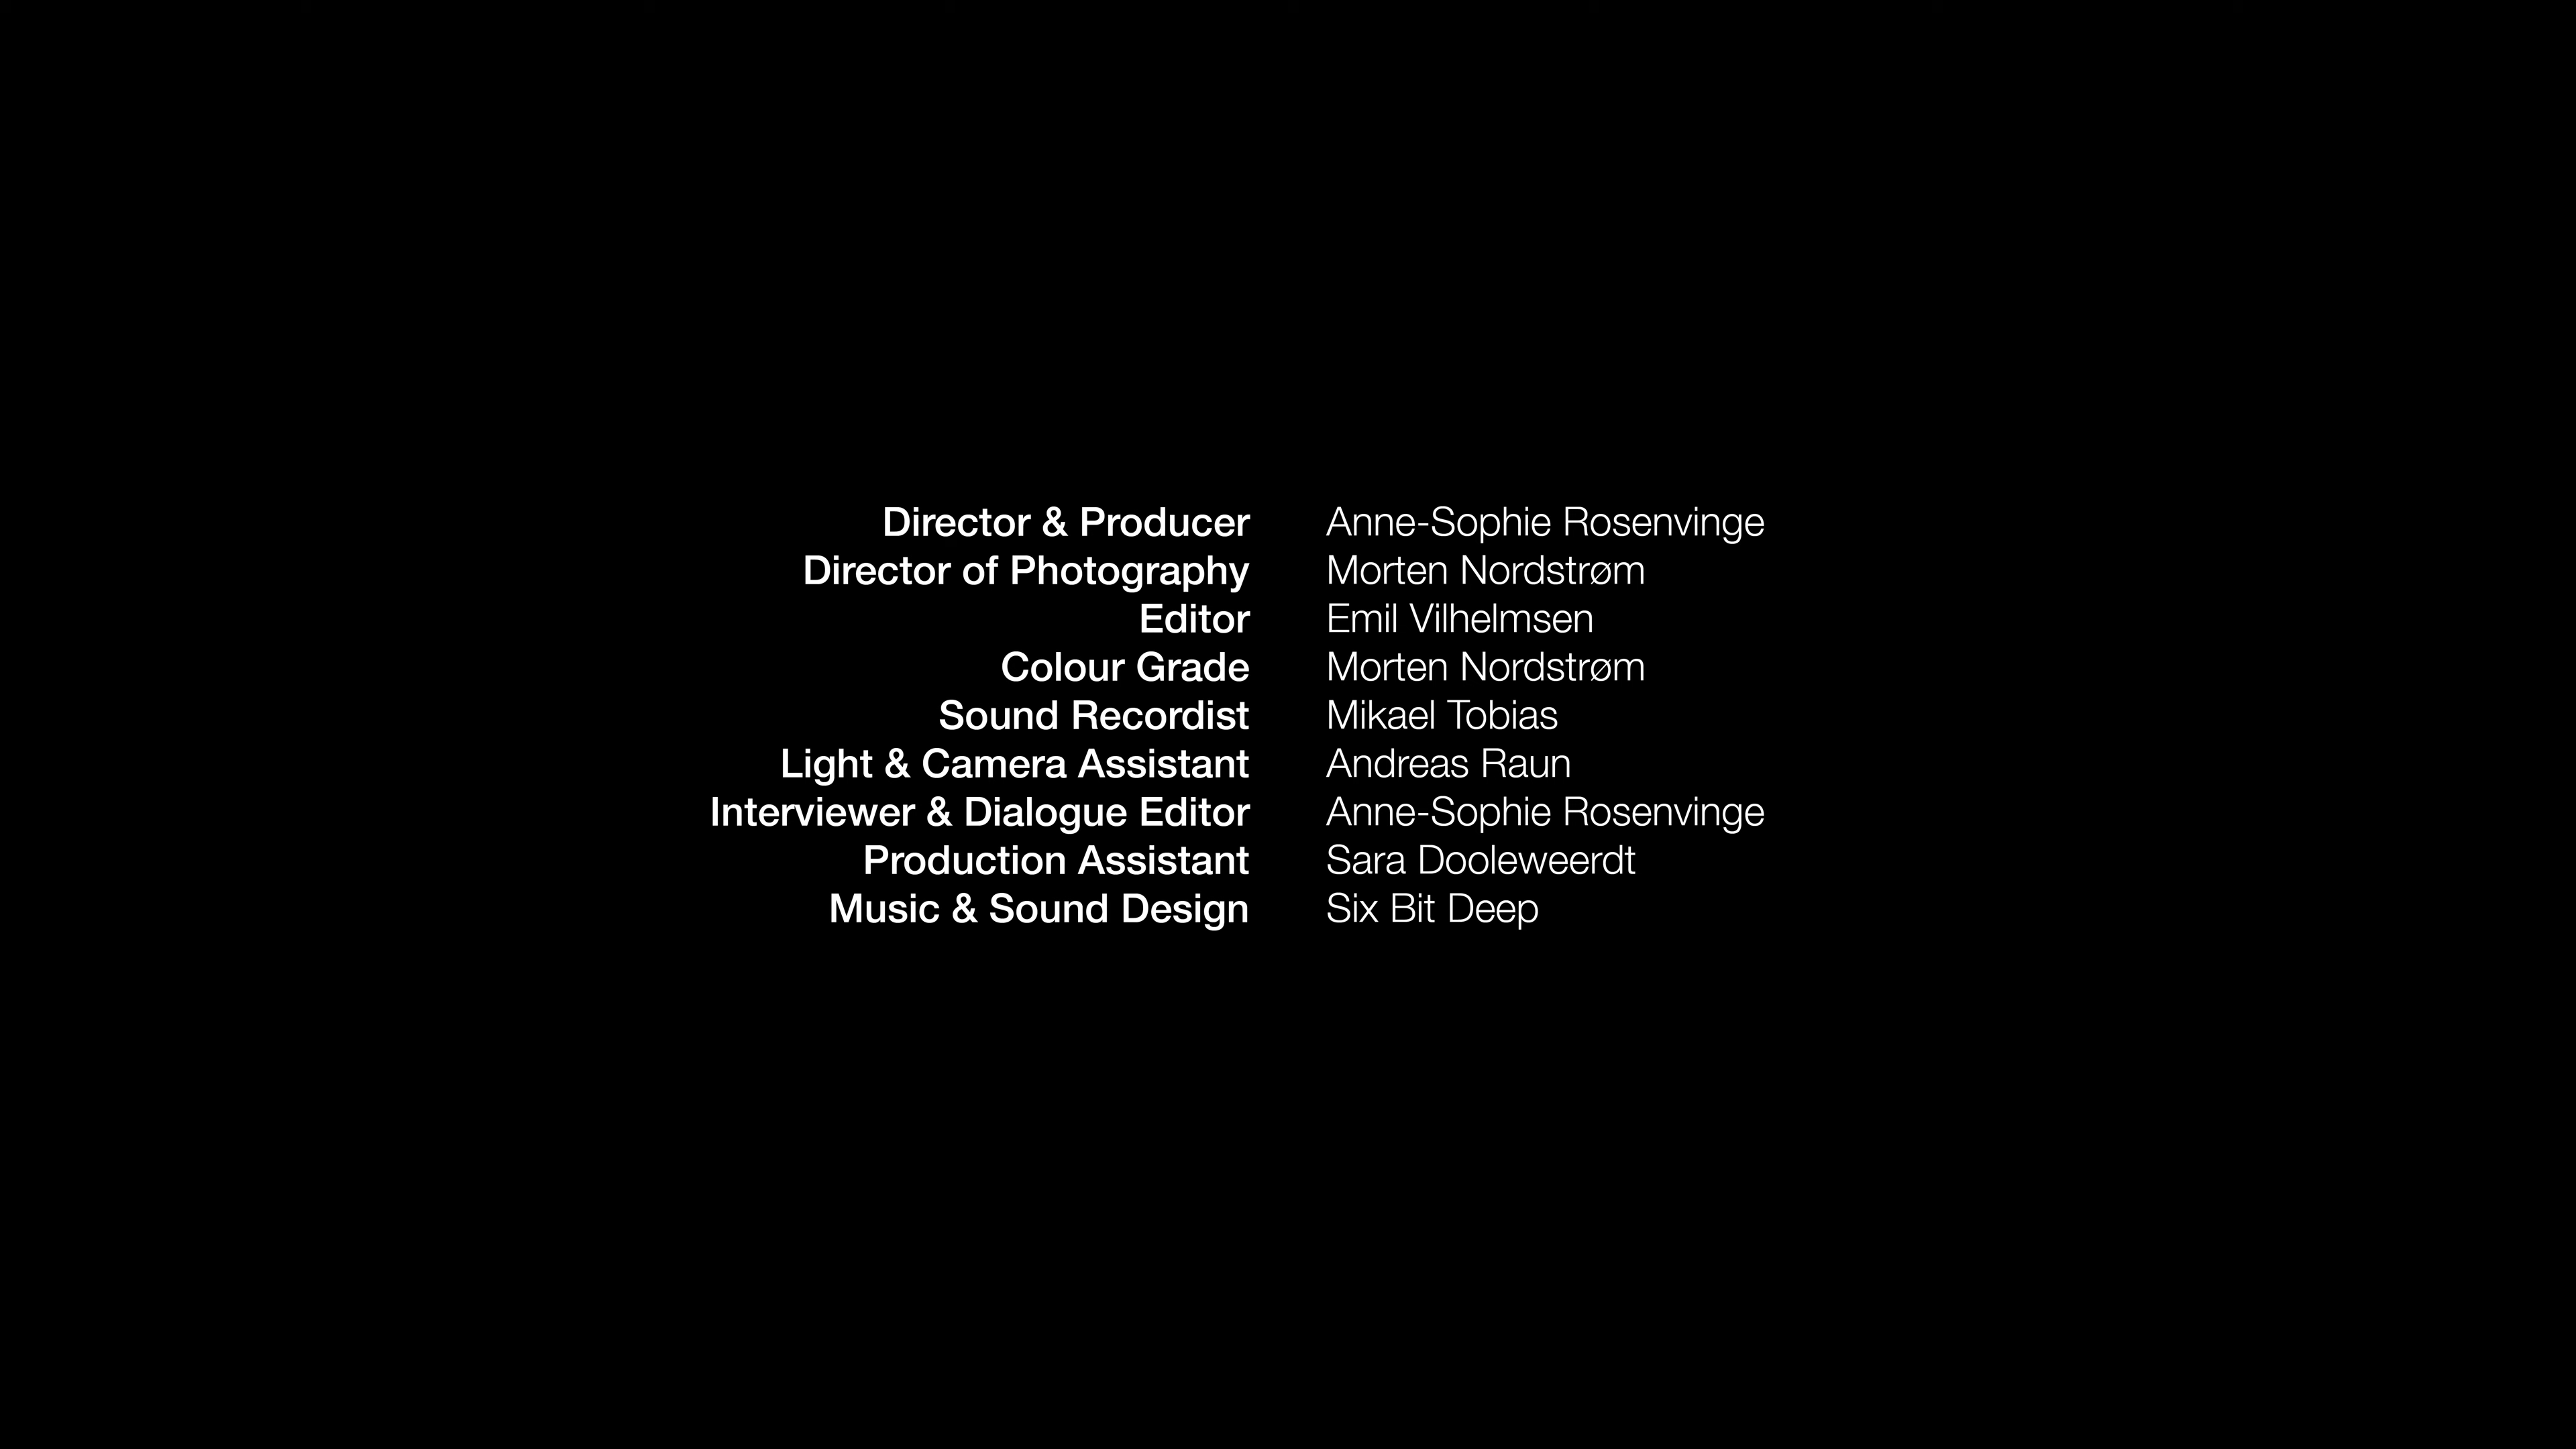 Director & Producer Anne-Sophie Rosenvinge
Director of Photography Morten Nordstrøm
Editor Emil Vilhelmsen
Colour Grade Morten Nordstrøm
Sound Recordist Mikael Tobias
Light & Camera Assistant Andreas Raun
Interviewer & Dialogue Editor Anne-Sophie Rosenvinge
Production Assistant Sara Dooleweerdt
Music & Sound Design Six Bit Deep